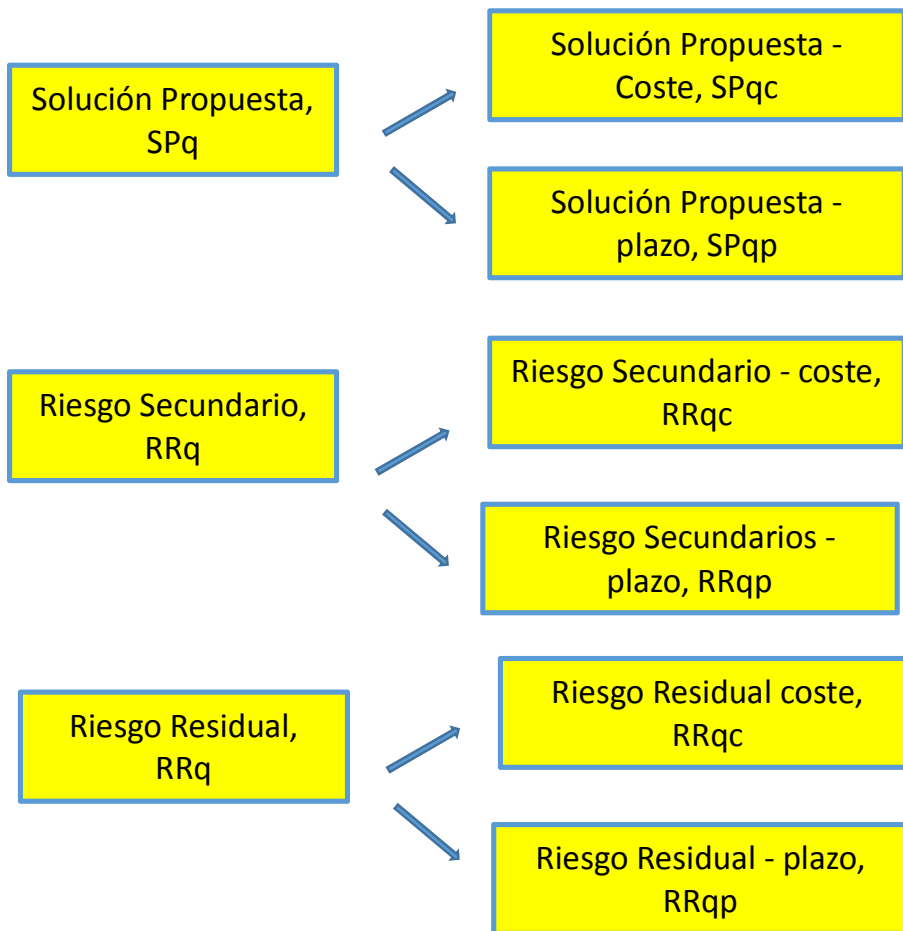 Solución Propuesta,
SPq
Solución Propuesta -
Coste, SPqc
Solución Propuesta -
plazo, SPqp
Riesgo Secundario,
RRq
Riesgo Secundario - coste,
RRqc
Riesgo Secundarios -
plazo, RRqp
Riesgo Residual,
RRq
Riesgo Residual coste,
RRqc
Riesgo Residual - plazo,
RRqp